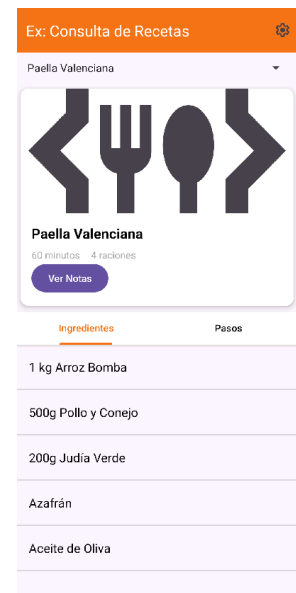 Ex: Consulta de Recetas
Paella Valenciana
Paella Valenciana
60 minutos 4 raciones
Ver Notas
Ingredientes Pasos
1 kg Arroz Bomba
500g Pollo y Conejo
200g Judía Verde
Azafrán
Aceite de Oliva